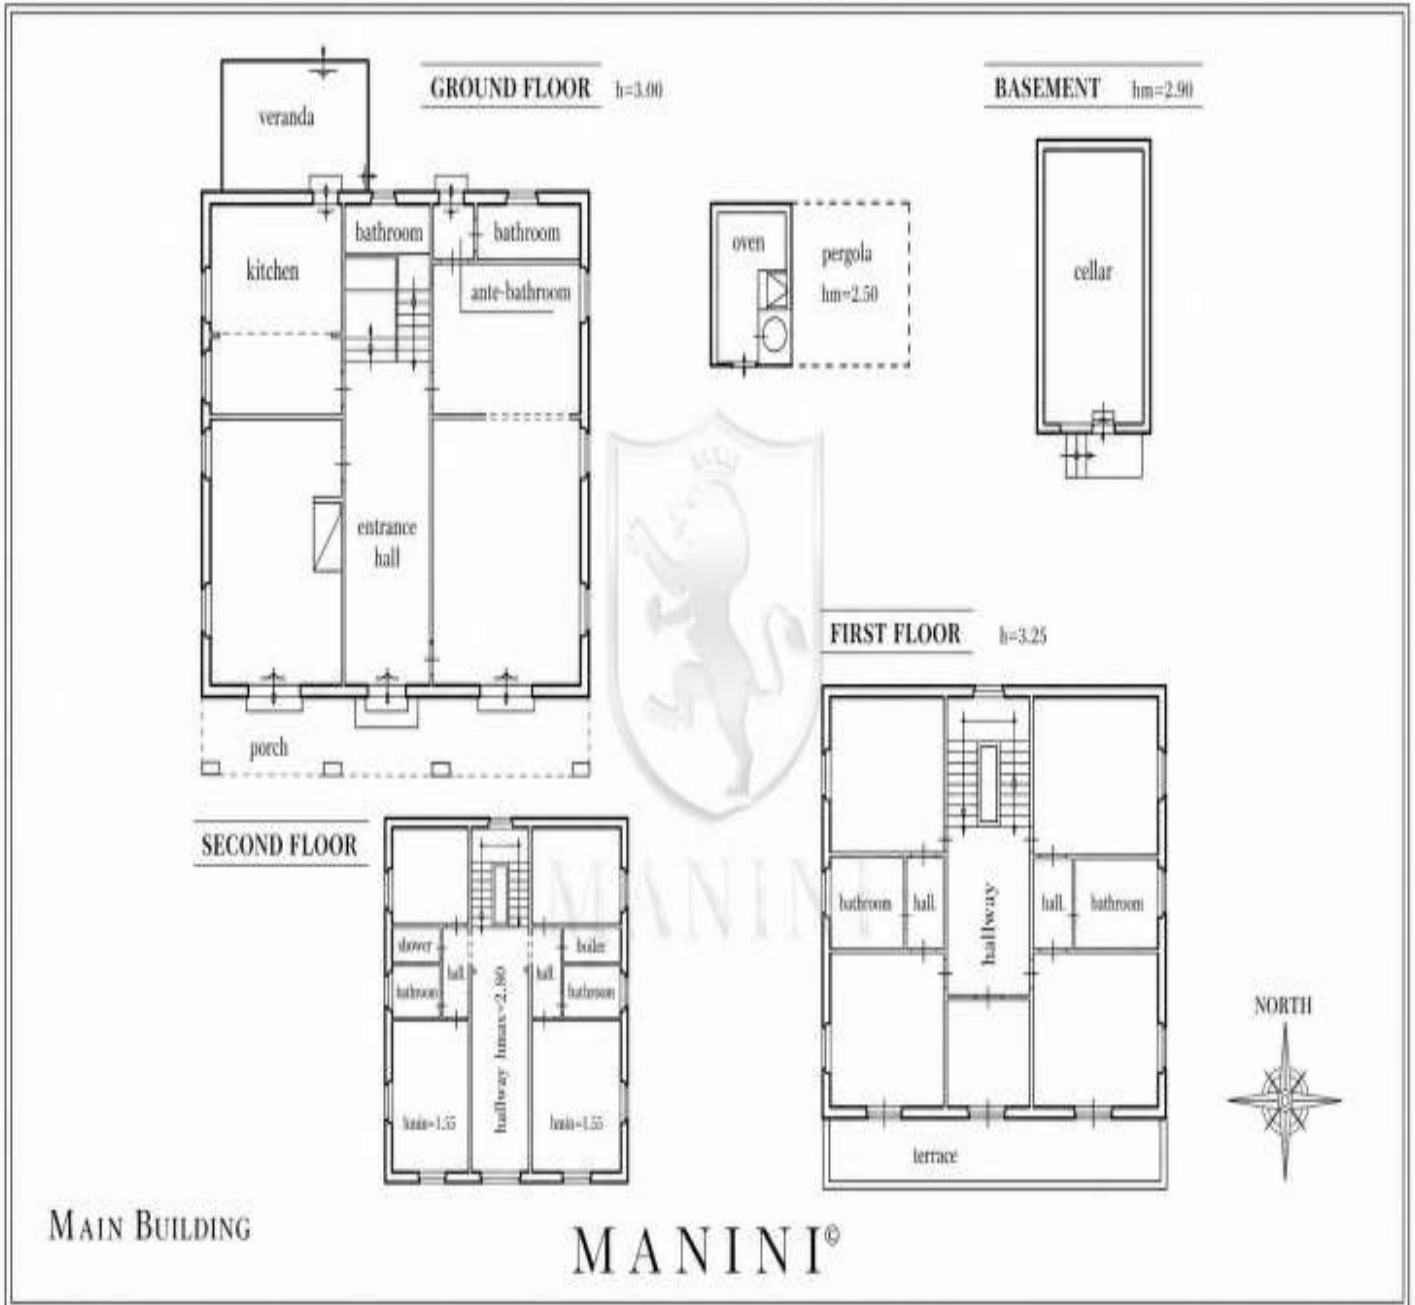 GROUND FLOOR h=3.00
BASEMENT hm=2.90
veranda
kitchen
bathroom
bathroom
ante-bathroom
entrance
hall
porch
oven
pergola
hm=2.50
cellar
FIRST FLOOR h=3.25
bathroom
hall
hallway
hall
bathroom
terrace
SECOND FLOOR
shower
bathroom
hall
hallway hmax=2.80
hall
boiler
bathroom
hmin=1.55
hmin=1.55
MANINI
NORTH
MAIN BUILDING
MANINI©